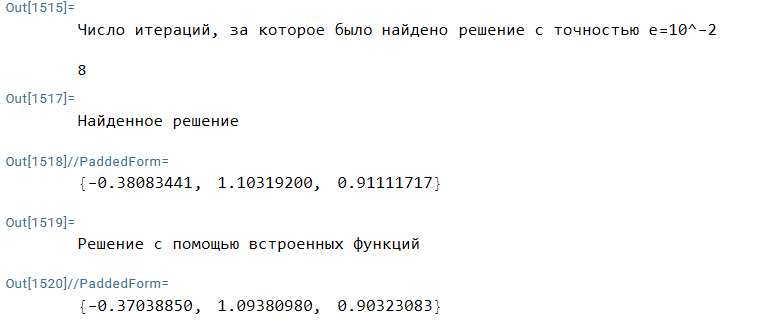 Out[1515]=
Число итераций, за которое было найдено решение с точностью e=10^-2
8
Out[1517]=
Найденное решение
Out[1518]//PaddedForm=
{-0.38083441, 1.10319200, 0.91111717}
Out[1519]=
Решение с помощью встроенных функций
Out[1520]//PaddedForm=
{-0.37038850, 1.09380980, 0.90323083}